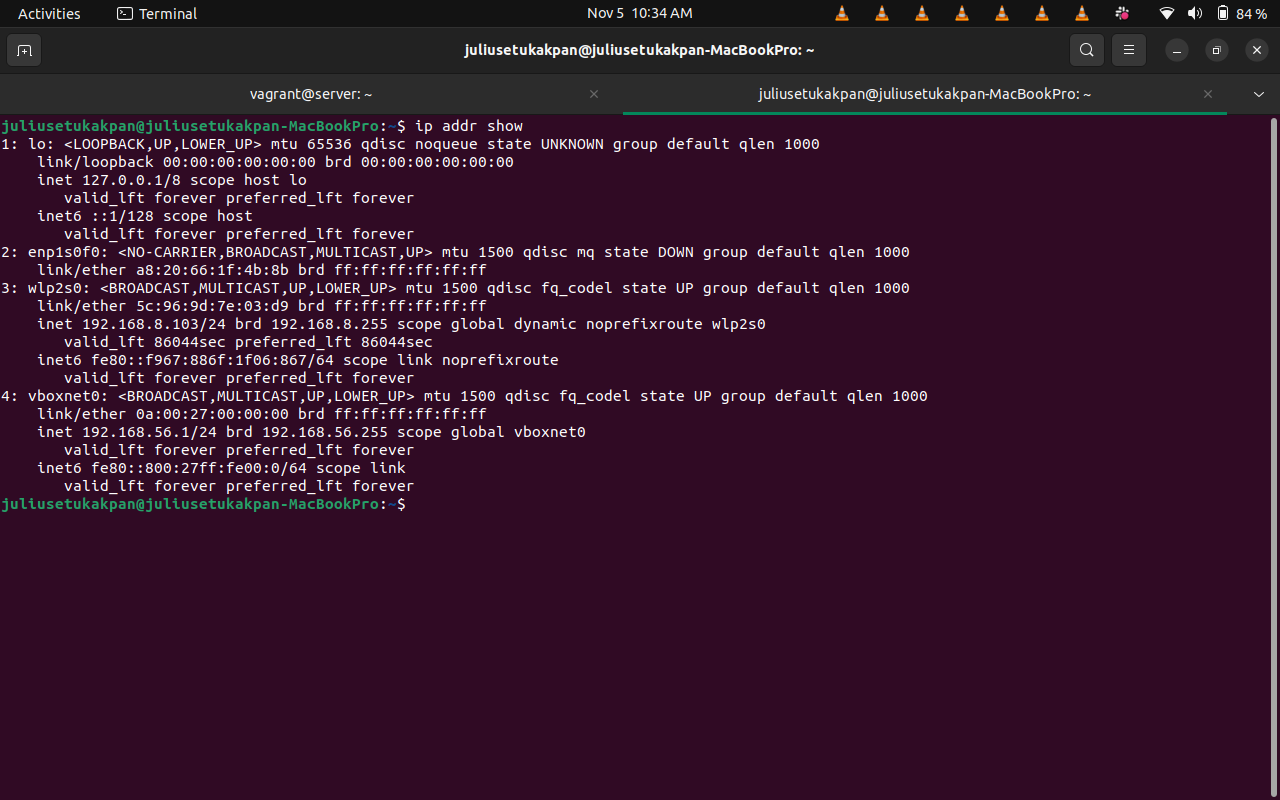 Activities Terminal Nov 5 10:34 AM 84 %
juliusetukakpan@juliusetukakpan-MacBookPro: ~
vagrant@server: ~ juliusetukakpan@juliusetukakpan-MacBookPro: ~
juliusetukakpan@juliusetukakpan-MacBookPro:~$ ip addr show
1: lo: <LOOPBACK,UP,LOWER_UP> mtu 65536 qdisc noqueue state UNKNOWN group default qlen 1000
    link/loopback 00:00:00:00:00:00 brd 00:00:00:00:00:00
    inet 127.0.0.1/8 scope host lo
       valid_lft forever preferred_lft forever
    inet6 ::1/128 scope host
       valid_lft forever preferred_lft forever
2: enp1s0f0: <NO-CARRIER,BROADCAST,MULTICAST,UP> mtu 1500 qdisc mq state DOWN group default qlen 1000
    link/ether a8:20:66:1f:4b:8b brd ff:ff:ff:ff:ff:ff
3: wlp2s0: <BROADCAST,MULTICAST,UP,LOWER_UP> mtu 1500 qdisc fq_codel state UP group default qlen 1000
    link/ether 5c:96:9d:7e:03:d9 brd ff:ff:ff:ff:ff:ff
    inet 192.168.8.103/24 brd 192.168.8.255 scope global dynamic noprefixroute wlp2s0
       valid_lft 86044sec preferred_lft 86044sec
    inet6 fe80::f967:886f:1f06:867/64 scope link noprefixroute
       valid_lft forever preferred_lft forever
4: vboxnet0: <BROADCAST,MULTICAST,UP,LOWER_UP> mtu 1500 qdisc fq_codel state UP group default qlen 1000
    link/ether 0a:00:27:00:00:00 brd ff:ff:ff:ff:ff:ff
    inet 192.168.56.1/24 brd 192.168.56.255 scope global vboxnet0
       valid_lft forever preferred_lft forever
    inet6 fe80::800:27ff:fe00:0/64 scope link
       valid_lft forever preferred_lft forever
juliusetukakpan@juliusetukakpan-MacBookPro:~$